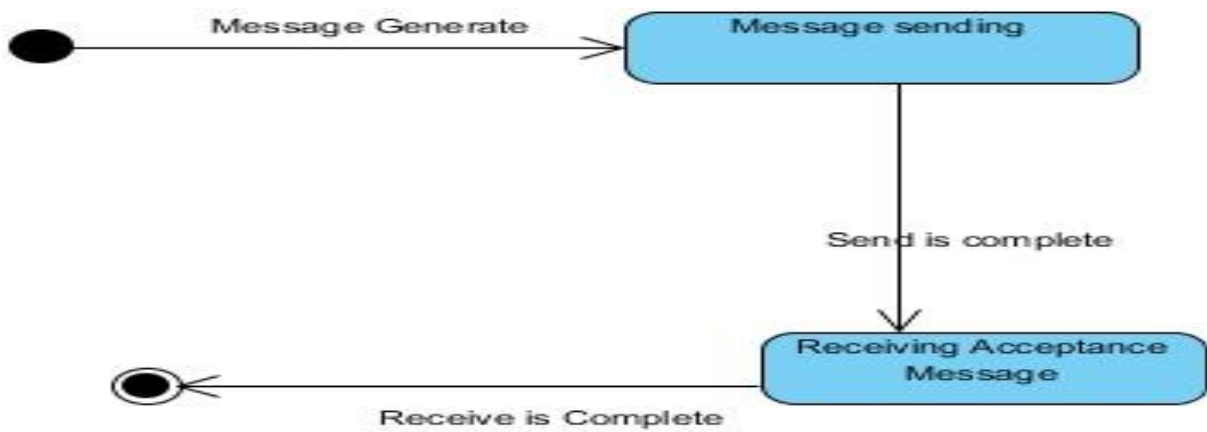 Message Generate
Message sending
Send is complete
Receiving Acceptance
Message
Receive is Complete